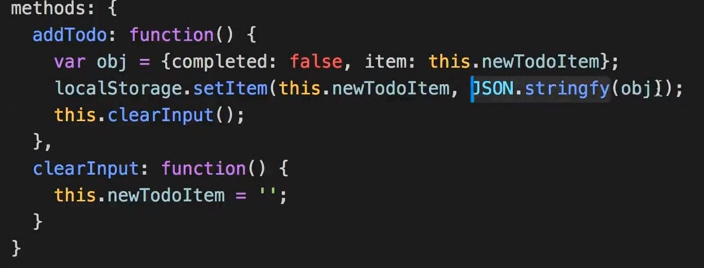 methods: {
  addTodo: function() {
    var obj = {completed: false, item: this.newTodoItem};
    localStorage.setItem(this.newTodoItem, JSON.stringfy(obj));
    this.clearInput();
  },
  clearInput: function() {
    this.newTodoItem = '';
  }
}